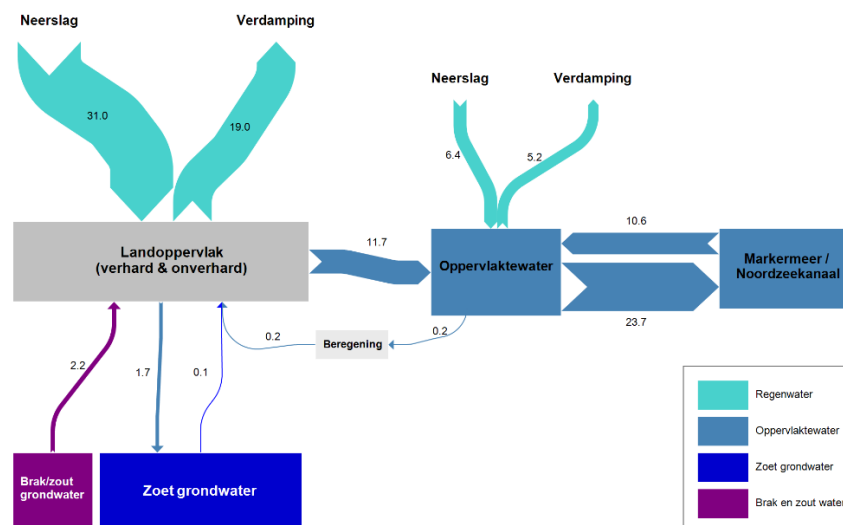 Neerslag
Verdamping
31.0
19.0
Neerslag
Verdamping
6.4
5.2
Landoppervlak
(verhard & onverhard)
11.7
Oppervlaktewater
10.6
23.7
Markermeer /
Noordzeekanaal
0.2
Beregening
0.2
2.2
1.7
0.1
Brak/zout
grondwater
Zoet grondwater
Regenwater
Oppervlaktewater
Zoet grondwater
Brak en zout water